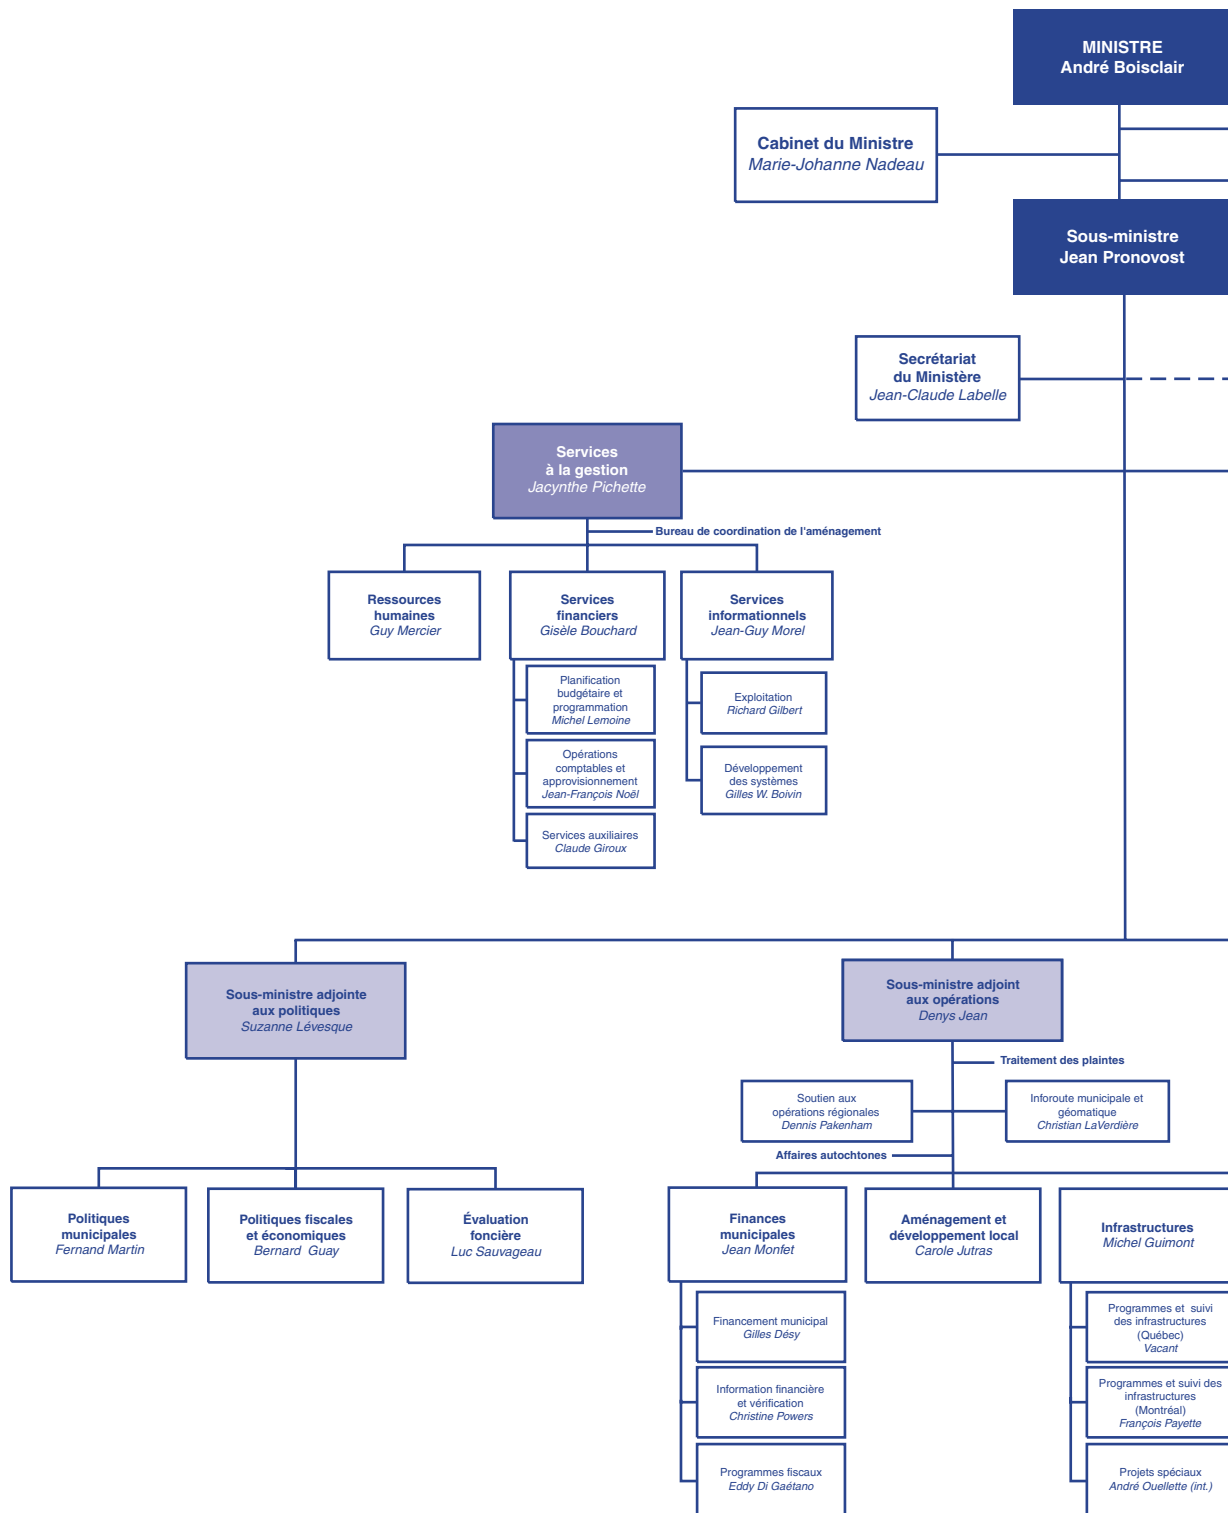 MINISTRE
André Boisclair
Cabinet du Ministre
Marie-Johanne Nadeau
Sous-ministre
Jean Pronovost
Secrétariat
du Ministère
Jean-Claude Labelle
Services
à la gestion
Jacynthe Pichette
Bureau de coordination de l'aménagement
Ressources
humaines
Guy Mercier
Services
financiers
Gisèle Bouchard
Services
informationnels
Jean-Guy Morel
Planification
budgétaire et
programmation
Michel Lemoine
Exploitation
Richard Gilbert
Opérations
comptables et
approvisionnement
Jean-François Noël
Développement
des systèmes
Gilles W. Boivin
Services auxiliaires
Claude Giroux
Sous-ministre adjointe
aux politiques
Suzanne Lévesque
Sous-ministre adjoint
aux opérations
Denys Jean
Traitement des plaintes
Soutien aux
opérations régionales
Dennis Pakenham
Inforoute municipale et
géomatique
Christian LaVerdière
Affaires autochtones
Politiques
municipales
Fernand Martin
Politiques fiscales
et économiques
Bernard  Guay
Évaluation
foncière
Luc Sauvageau
Finances
municipales
Jean Monfet
Aménagement et
développement local
Carole Jutras
Infrastructures
Michel Guimont
Financement municipal
Gilles Désy
Programmes et  suivi
des infrastructures
(Québec)
Vacant
Information financière
et vérification
Christine Powers
Programmes et suivi des
infrastructures
(Montréal)
François Payette
Programmes fiscaux
Eddy Di Gaétano
Projets spéciaux
André Ouellette (int.)